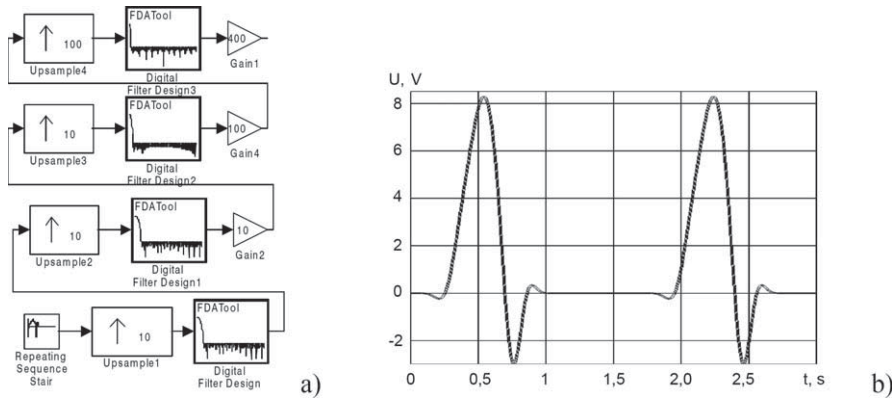 FDATool
100
Upsample4
Digital
Filter Design3
400
Gain1
FDATool
10
Upsample3
Digital
Filter Design2
100
Gain4
FDATool
10
Upsample2
Digital
Filter Design1
10
Gain2
FDATool
Repeating
Sequence
Stair
10
Upsample1
Digital
Filter Design
a)
U, V
8
6
4
2
0
-2
0 0,5 1 1,5 2,0 2,5 t, s
b)